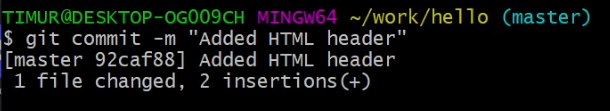 TIMUR@DESKTOP-OG009CH MINGW64 ~/work/hello (master)
$ git commit -m "Added HTML header"
[master 92caf88] Added HTML header
 1 file changed, 2 insertions(+)